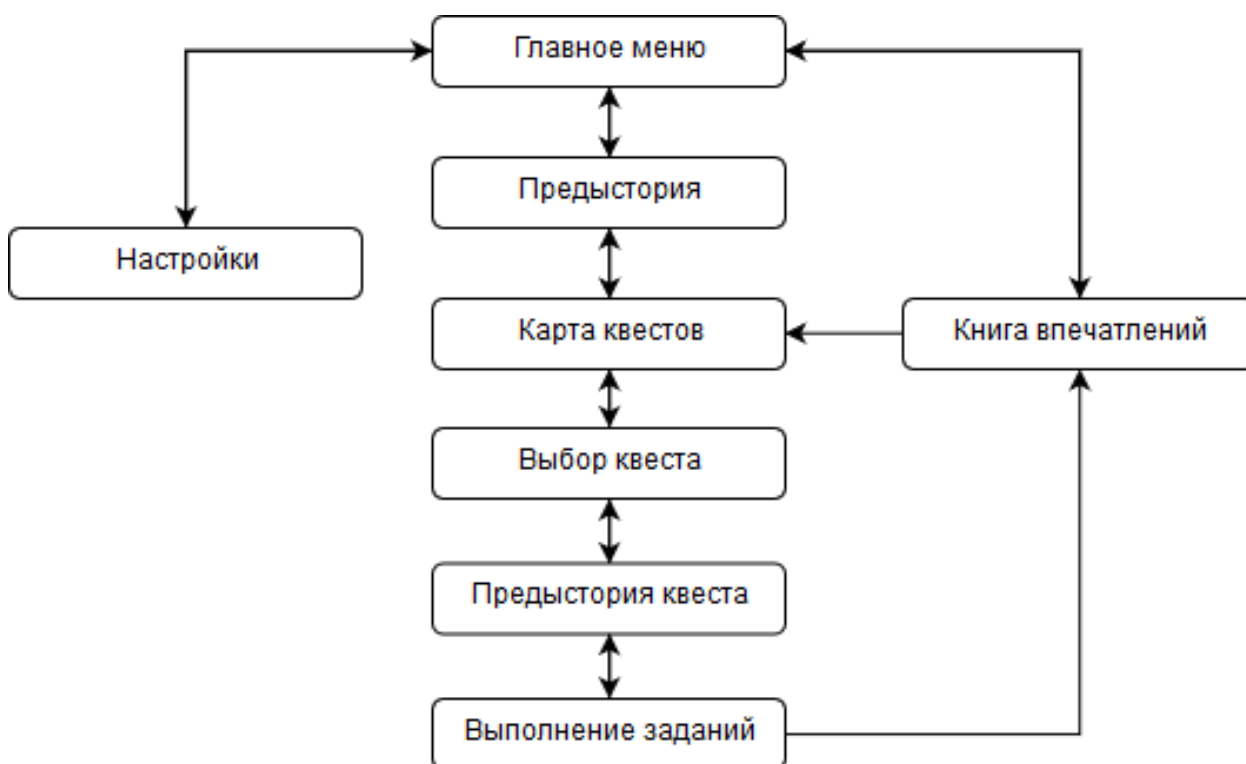 Главное меню
Предыстория
Настройки
Карта квестов
Книга впечатлений
Выбор квеста
Предыстория квеста
Выполнение заданий